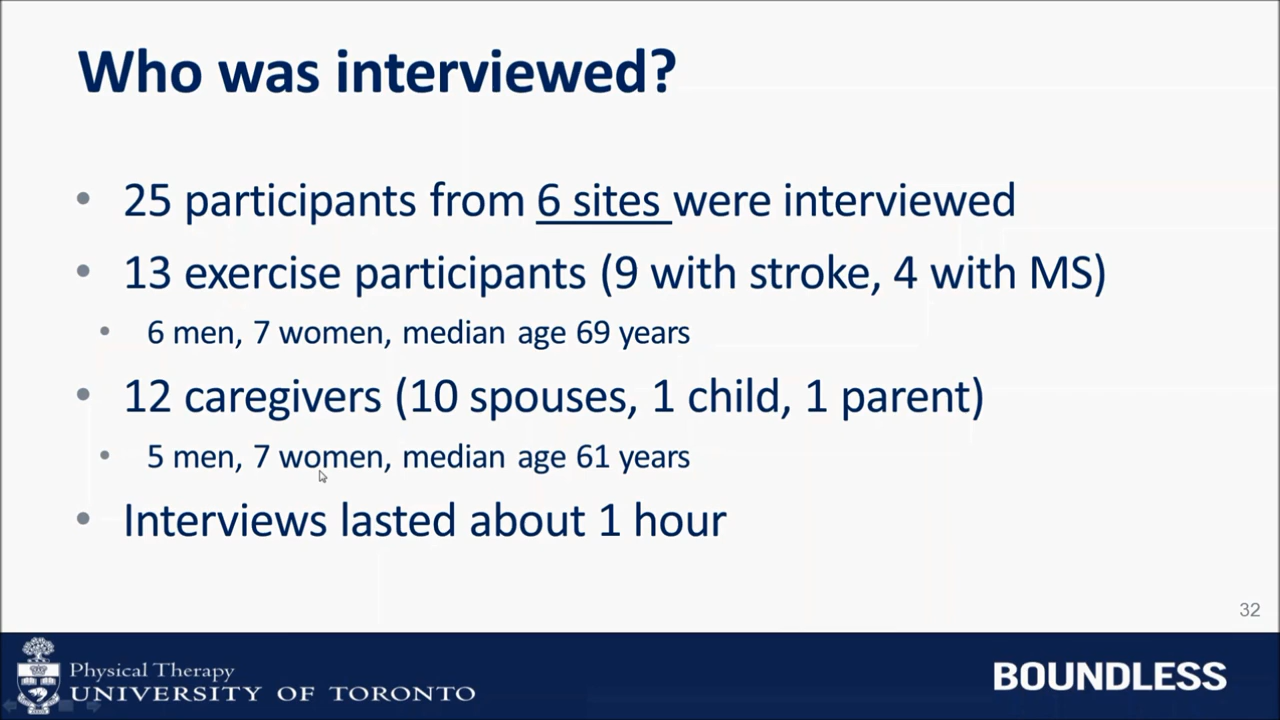 Who was interviewed?
• 25 participants from 6 sites were interviewed
• 13 exercise participants (9 with stroke, 4 with MS)
• 6 men, 7 women, median age 69 years
• 12 caregivers (10 spouses, 1 child, 1 parent)
• 5 men, 7 women, median age 61 years
• Interviews lasted about 1 hour
32
Physical Therapy
UNIVERSITY OF TORONTO
BOUNDLESS